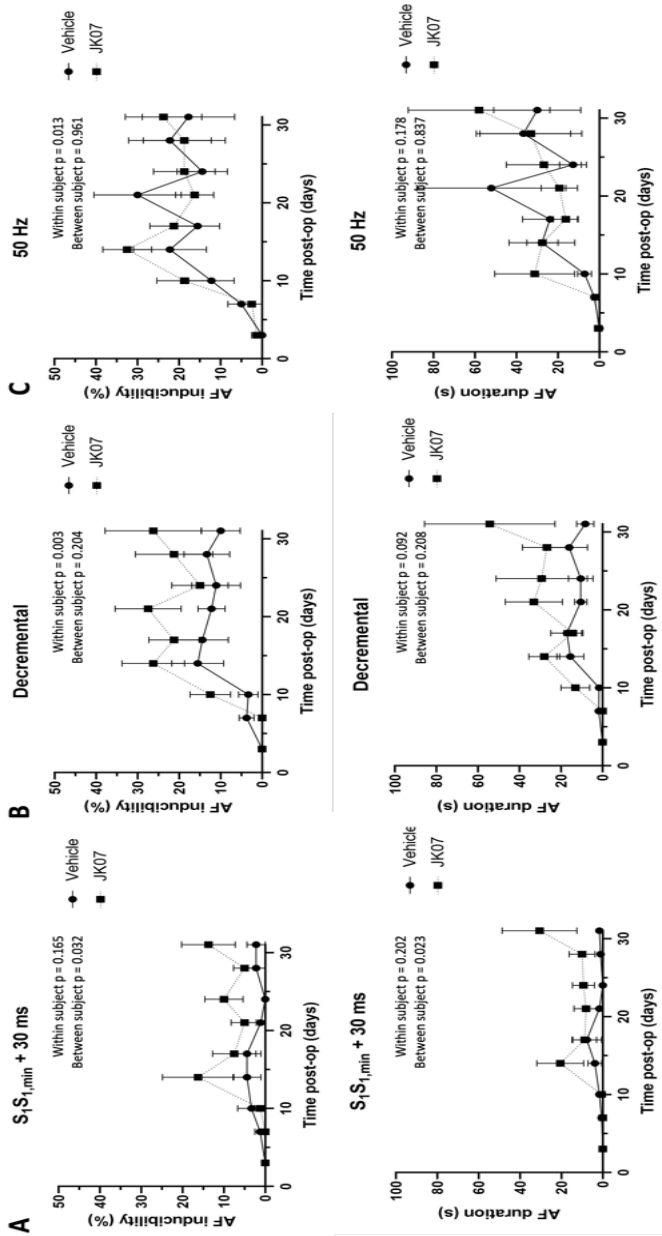 A
S₁S₁,min + 30 ms
Vehicle
JK07
Within subject p = 0.165
Between subject p = 0.032
AF inducibility (%)
50
40
30
20
10
0
0 10 20 30
Time post-op (days)
S₁S₁,min + 30 ms
Vehicle
JK07
Within subject p = 0.202
Between subject p = 0.023
AF duration (s)
100
80
60
40
20
0
0 10 20 30
Time post-op (days)
B
Decremental
Vehicle
JK07
Within subject p = 0.003
Between subject p = 0.204
AF inducibility (%)
50
40
30
20
10
0
0 10 20 30
Time post-op (days)
Decremental
Vehicle
JK07
Within subject p = 0.092
Between subject p = 0.208
AF duration (s)
100
80
60
40
20
0
0 10 20 30
Time post-op (days)
C
50 Hz
Vehicle
JK07
Within subject p = 0.013
Between subject p = 0.961
AF inducibility (%)
50
40
30
20
10
0
0 10 20 30
Time post-op (days)
50 Hz
Vehicle
JK07
Within subject p = 0.178
Between subject p = 0.837
AF duration (s)
100
80
60
40
20
0
0 10 20 30
Time post-op (days)